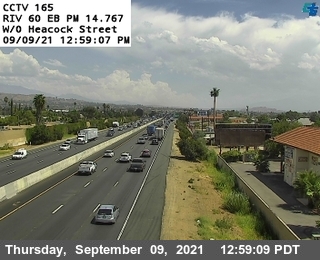 CCTV 165
RIV 60 EB PM 14.767
W/O Heacock Street
09/09/21 12:59:07 PM
Thursday, September 09, 2021 12:59:09 PDT